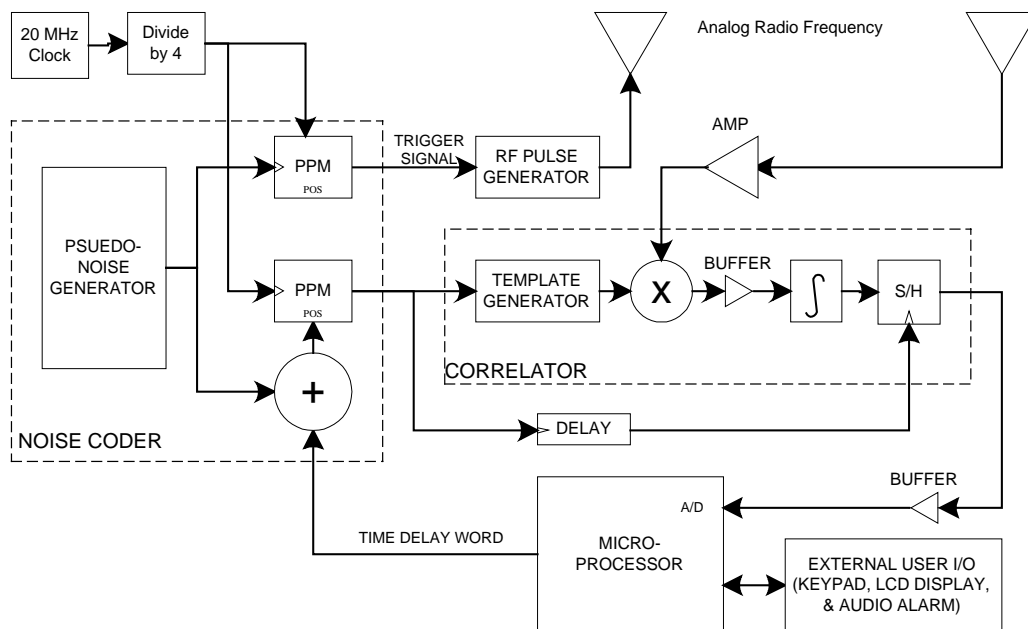 20 MHz
Clock
Divide
by 4
Analog Radio Frequency
AMP
TRIGGER
SIGNAL
PPM
POS
RF PULSE
GENERATOR
PSUEDO-
NOISE
GENERATOR
PPM
POS
TEMPLATE
GENERATOR
X
BUFFER
∫
S/H
CORRELATOR
+
NOISE CODER
DELAY
BUFFER
A/D
TIME DELAY WORD
MICRO-
PROCESSOR
EXTERNAL USER I/O
(KEYPAD, LCD DISPLAY,
& AUDIO ALARM)